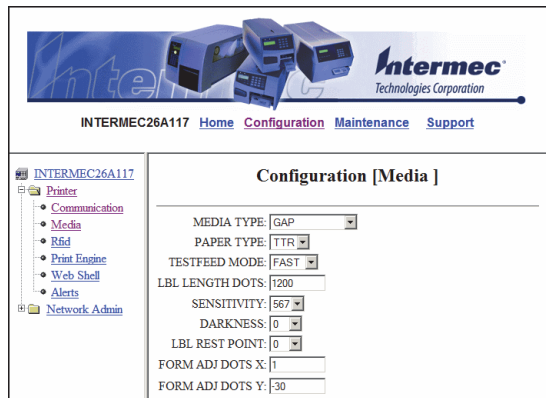 Intermec
Intermec
Technologies Corporation
INTERMEC26A117 Home Configuration Maintenance Support
INTERMEC26A117
Printer
Communication
Media
Rfid
Print Engine
Web Shell
Alerts
Network Admin
Configuration [Media ]
MEDIA TYPE: GAP
PAPER TYPE: TTR
TESTFEED MODE: FAST
LBL LENGTH DOTS: 1200
SENSITIVITY: 567
DARKNESS: 0
LBL REST POINT: 0
FORM ADJ DOTS X: 1
FORM ADJ DOTS Y: -30